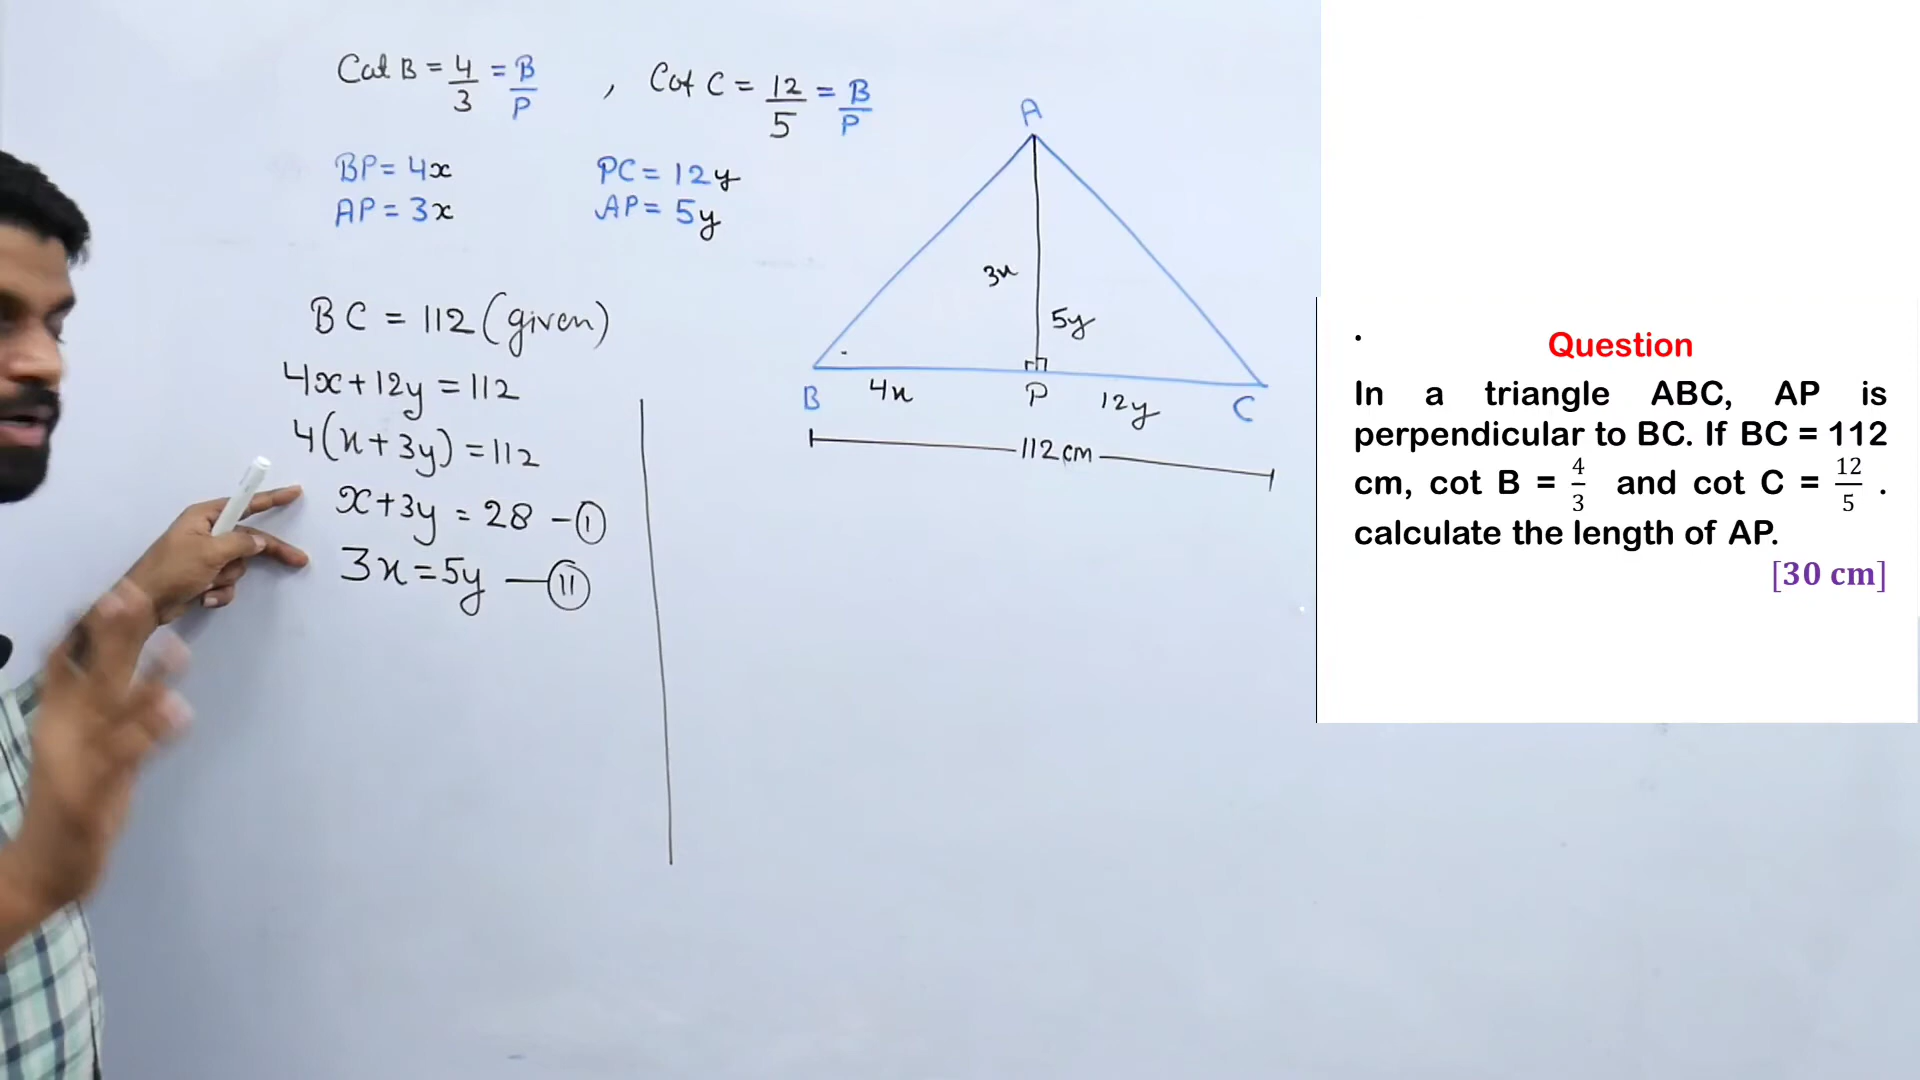 Cot B = 4/3 = B/P , Cot C = 12/5 = B/P
BP = 4x PC = 12y
AP = 3x AP = 5y
BC = 112 (given)
4x + 12y = 112
4(x + 3y) = 112
x + 3y = 28 - (1)
3x = 5y — (11)
A
3x
5y
B 4x P 12y C
112 cm
Question
In a triangle ABC, AP is
perpendicular to BC. If BC = 112
cm, cot B = 4/3 and cot C = 12/5 .
calculate the length of AP.
[30 cm]